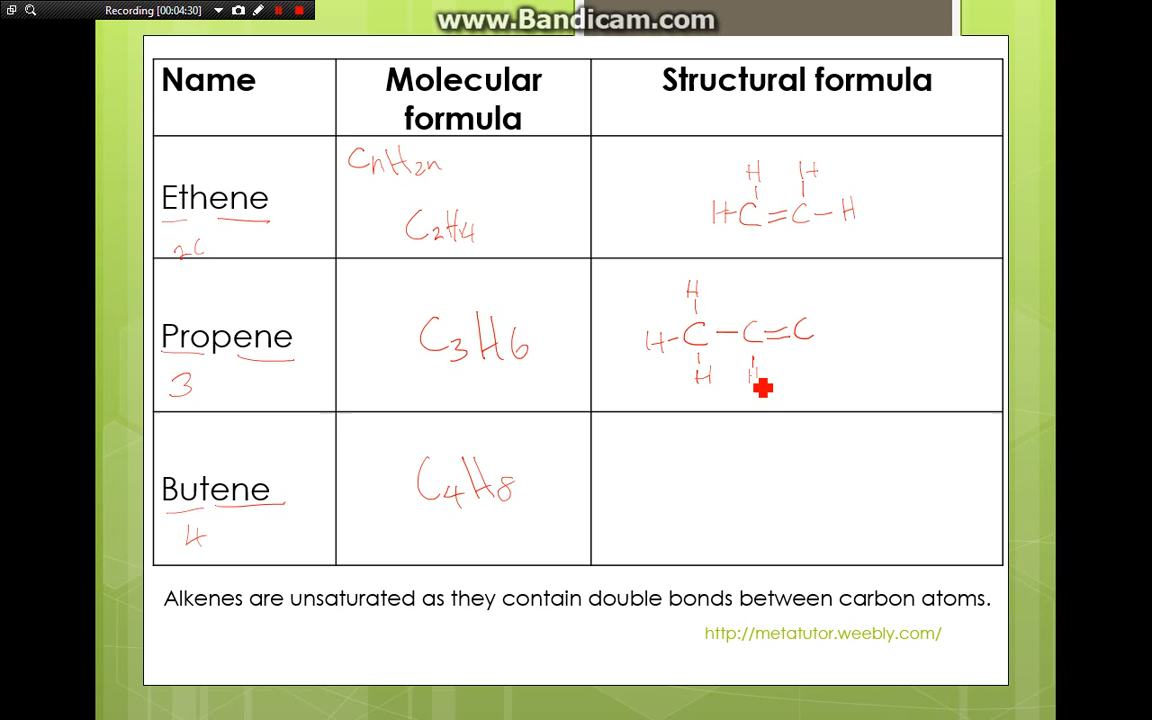 Recording [00:04:30]
www.Bandicam.com
Name
Molecular formula
Structural formula
CnH2n
Ethene
2C
C2H4
H H
H C = C - H
Propene
3
C3H6
H
H - C - C = C
H H
Butene
4
C4H8
Alkenes are unsaturated as they contain double bonds between carbon atoms.
http://metatutor.weebly.com/